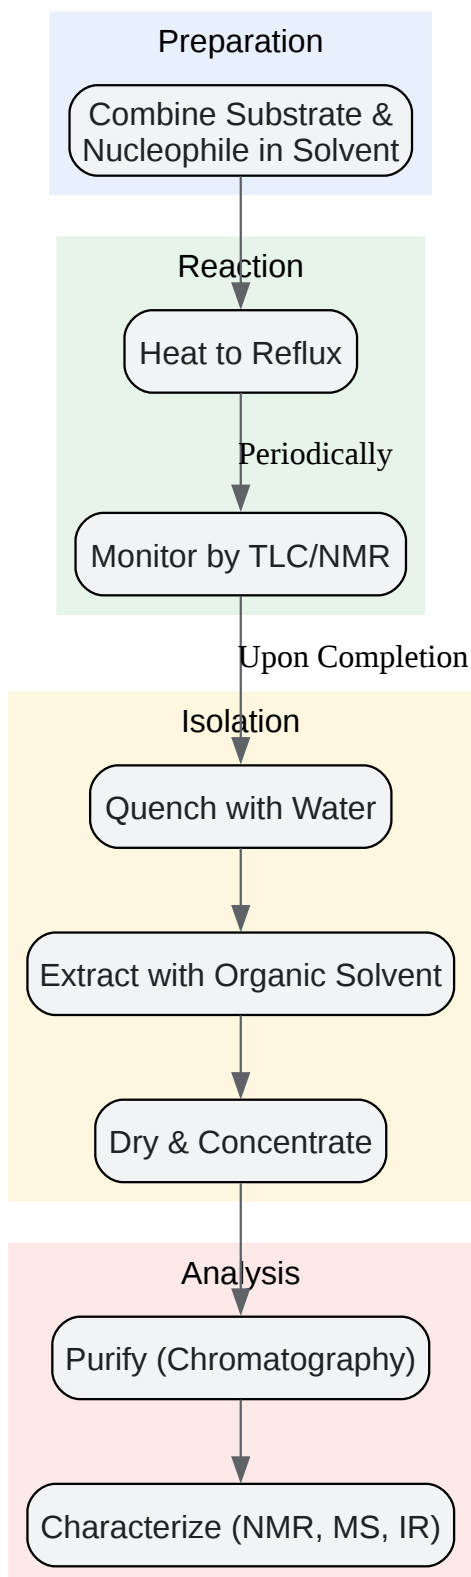 Preparation
Combine Substrate &
Nucleophile in Solvent
Reaction
Heat to Reflux
Periodically
Monitor by TLC/NMR
Upon Completion
Isolation
Quench with Water
Extract with Organic Solvent
Dry & Concentrate
Analysis
Purify (Chromatography)
Characterize (NMR, MS, IR)